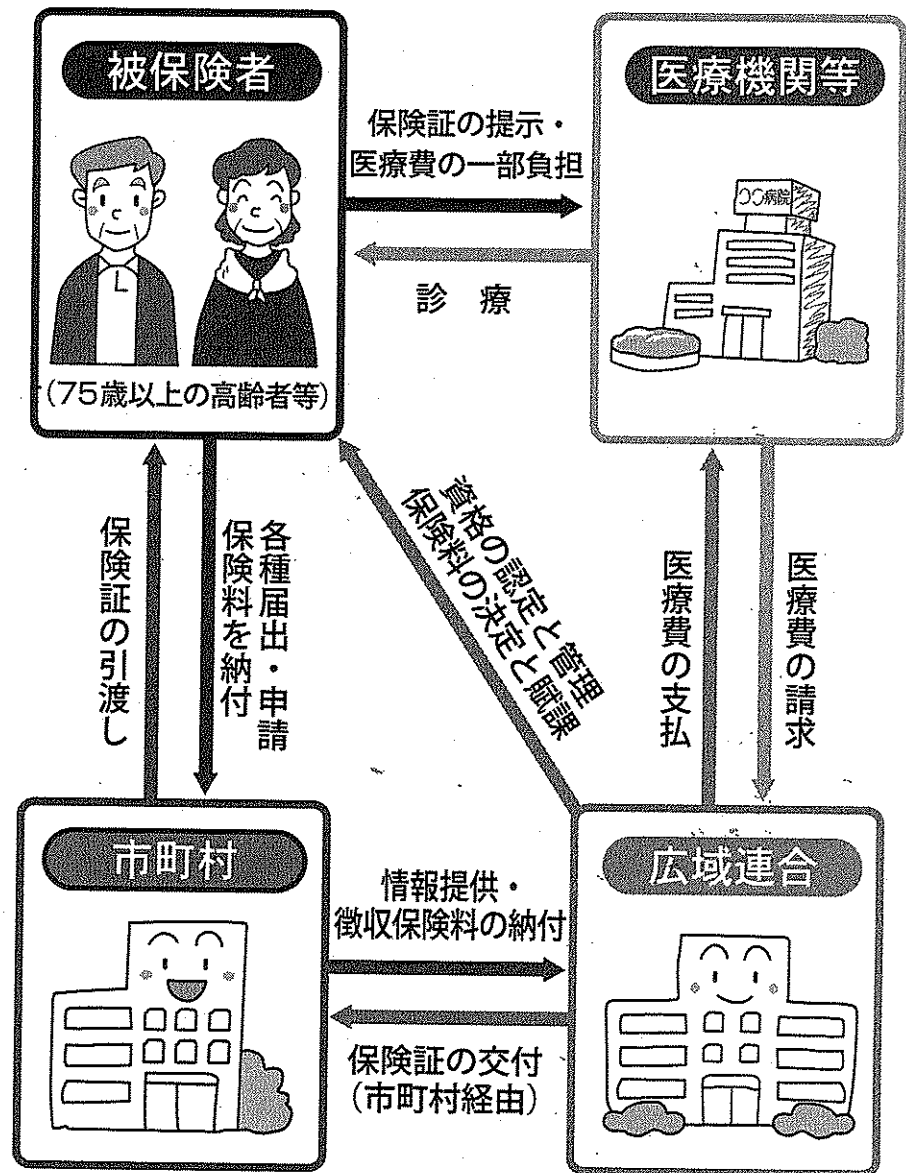 被保険者
(75歳以上の高齢者等)
保険証の提示・
医療費の一部負担
診療
医療機関等
〇〇病院
保険証の引渡し
各種届出・申請
保険料を納付
資格の認定と管理
保険料の決定と賦課
医療費の支払
医療費の請求
市町村
情報提供・
徴収保険料の納付
保険証の交付
(市町村経由)
広域連合